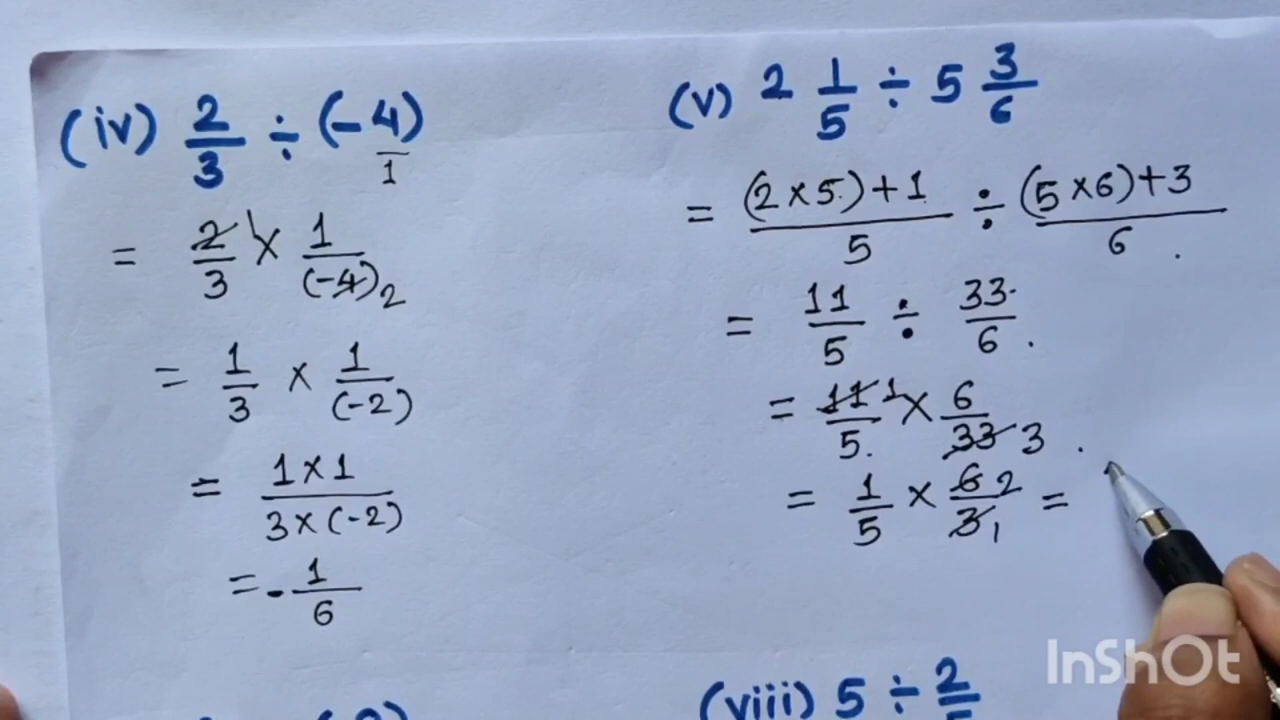 (iv) 2/3 ÷ (-4)/1
= 2/3 1 × 1/(-4) 2
= 1/3 × 1/(-2)
= 1×1/3×(-2)
= -1/6
(v) 2 1/5 ÷ 5 3/6
= (2×5)+1/5 ÷ (5×6)+3/6
= 11/5 ÷ 33/6
= 11/5 1 × 6/33 3
= 1/5 × 6/3 2 1 =
(viii) 5 ÷ 2/5
InShOt